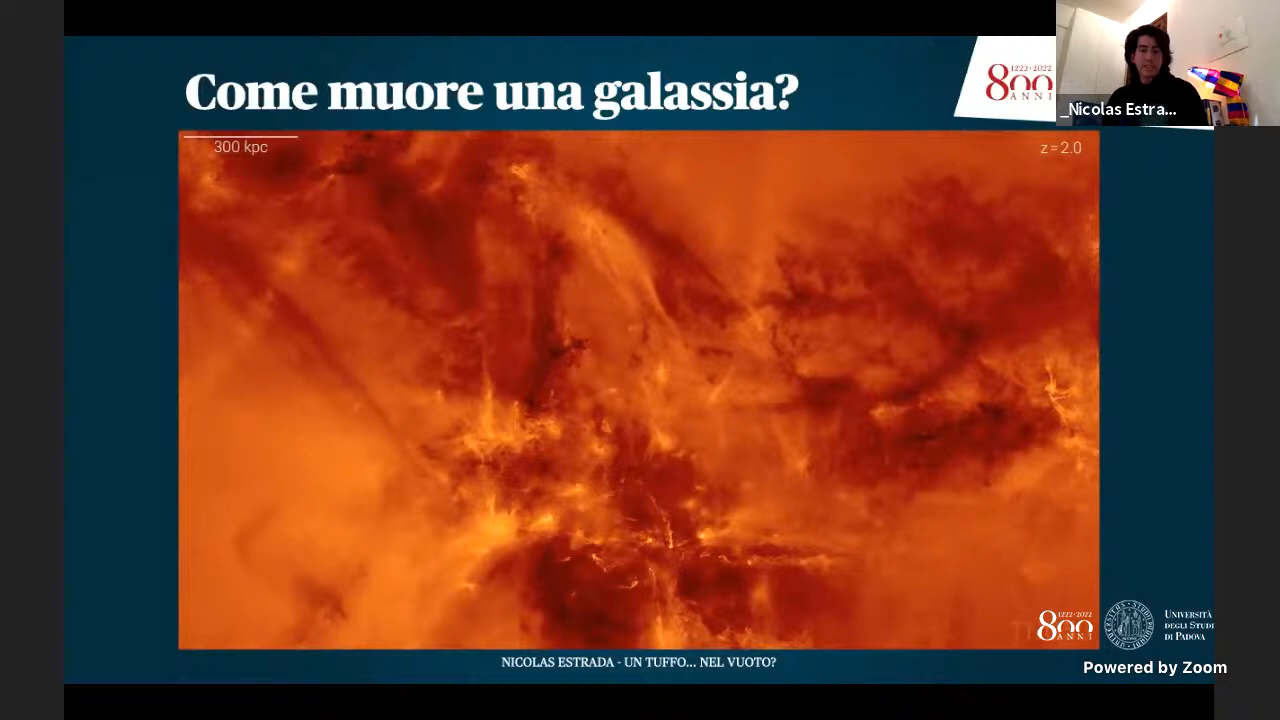 Come muore una galassia?
1222·2022
800
ANNI
_Nicolas Estra...
300 kpc
z=2.0
1222·2022
800
ANNI
UNIVERSITÀ
DEGLI STUDI
DI PADOVA
NICOLAS ESTRADA - UN TUFFO... NEL VUOTO?
Powered by Zoom